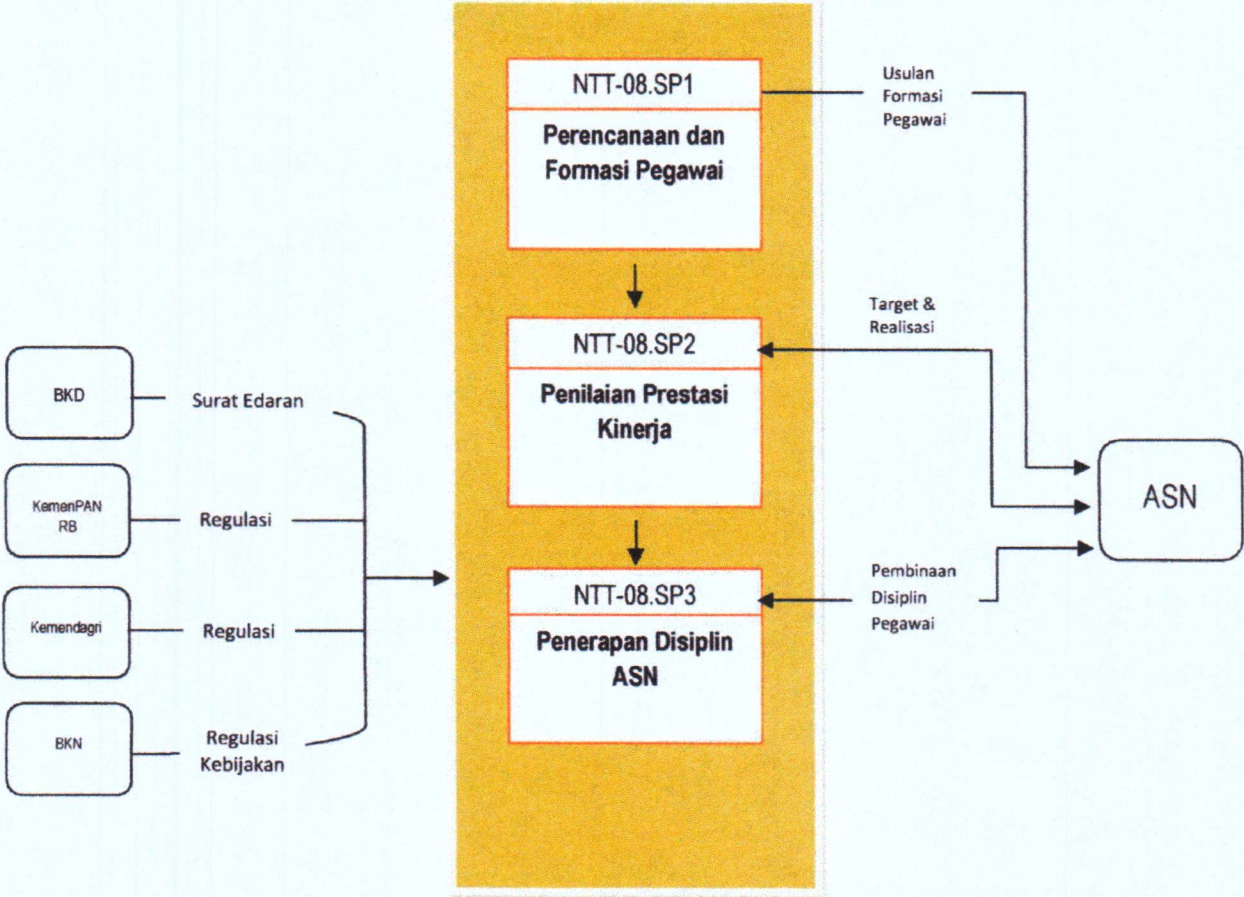 NTT-08.SP1
Perencanaan dan
Formasi Pegawai
Usulan
Formasi
Pegawai
NTT-08.SP2
Penilaian Prestasi
Kinerja
Target &
Realisasi
NTT-08.SP3
Penerapan Disiplin
ASN
Pembinaan
Disiplin
Pegawai
BKD
Surat Edaran
KemenPAN
RB
Regulasi
Kemendagri
Regulasi
BKN
Regulasi
Kebijakan
ASN